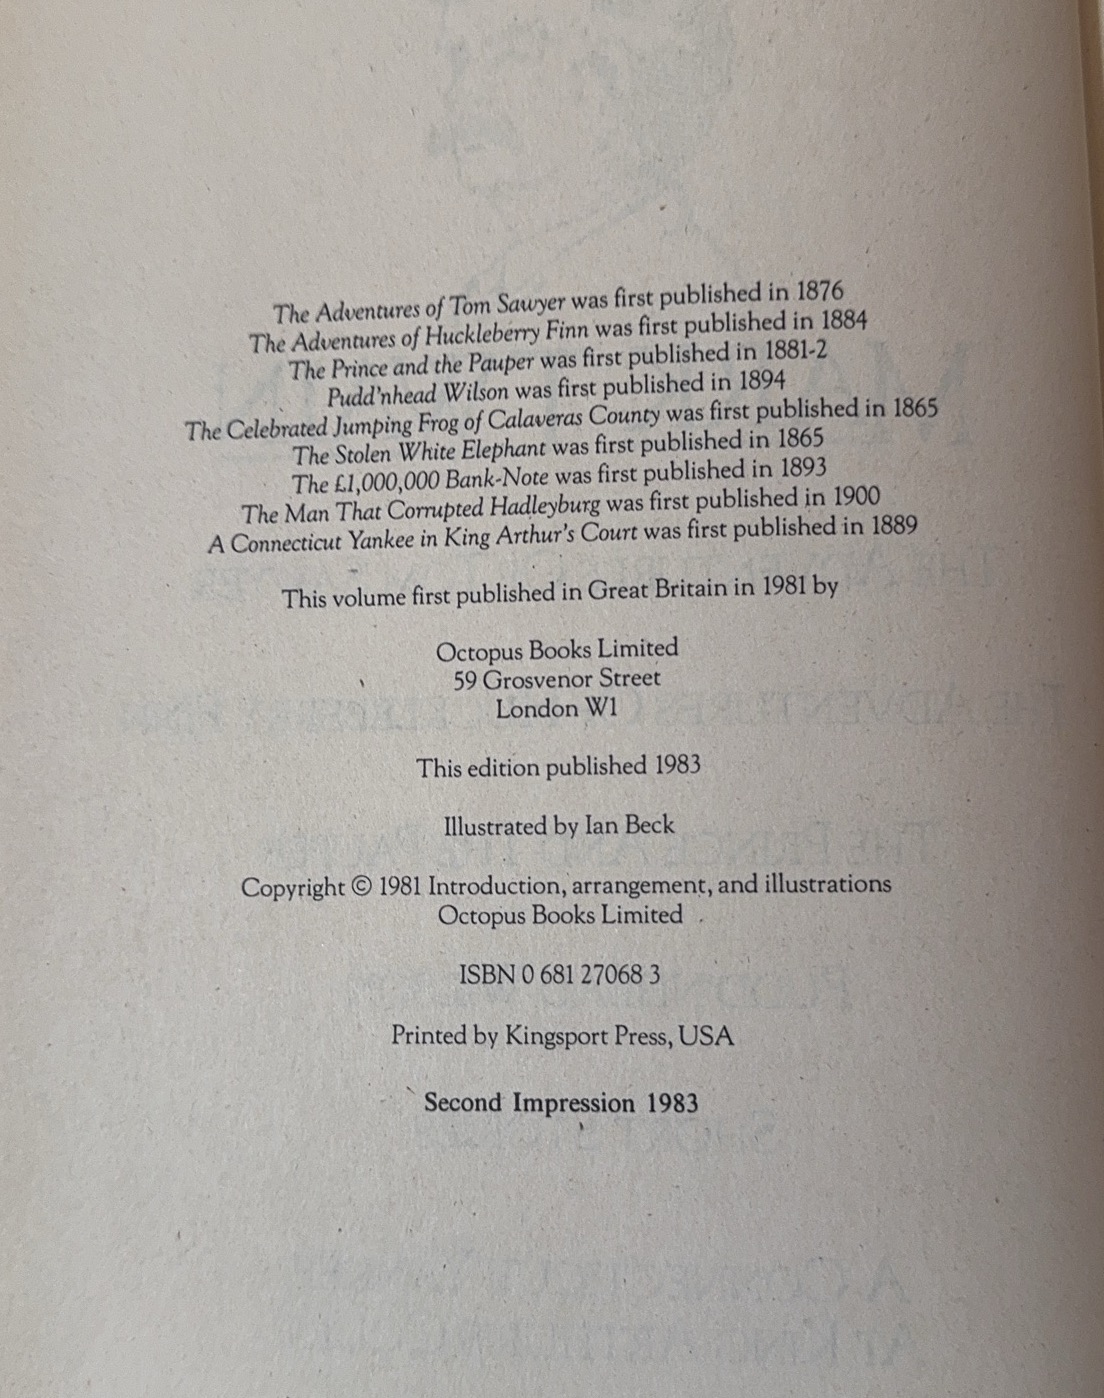 The Adventures of Tom Sawyer was first published in 1876
The Adventures of Huckleberry Finn was first published in 1884
The Prince and the Pauper was first published in 1881-2
Pudd'nhead Wilson was first published in 1894
The Celebrated Jumping Frog of Calaveras County was first published in 1865
The Stolen White Elephant was first published in 1865
The £1,000,000 Bank-Note was first published in 1893
The Man That Corrupted Hadleyburg was first published in 1900
A Connecticut Yankee in King Arthur's Court was first published in 1889
This volume first published in Great Britain in 1981 by
Octopus Books Limited
59 Grosvenor Street
London W1
This edition published 1983
Illustrated by Ian Beck
Copyright © 1981 Introduction, arrangement, and illustrations
Octopus Books Limited
ISBN 0 681 27068 3
Printed by Kingsport Press, USA
Second Impression 1983